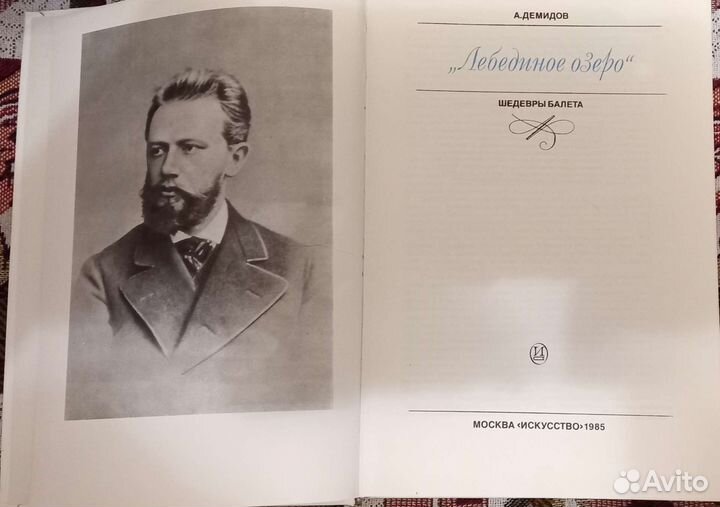 А.ДЕМИДОВ
„Лебединое озеро“
ШЕДЕВРЫ БАЛЕТА
И
МОСКВА ‹ИСКУССТВО› 1985
Avito